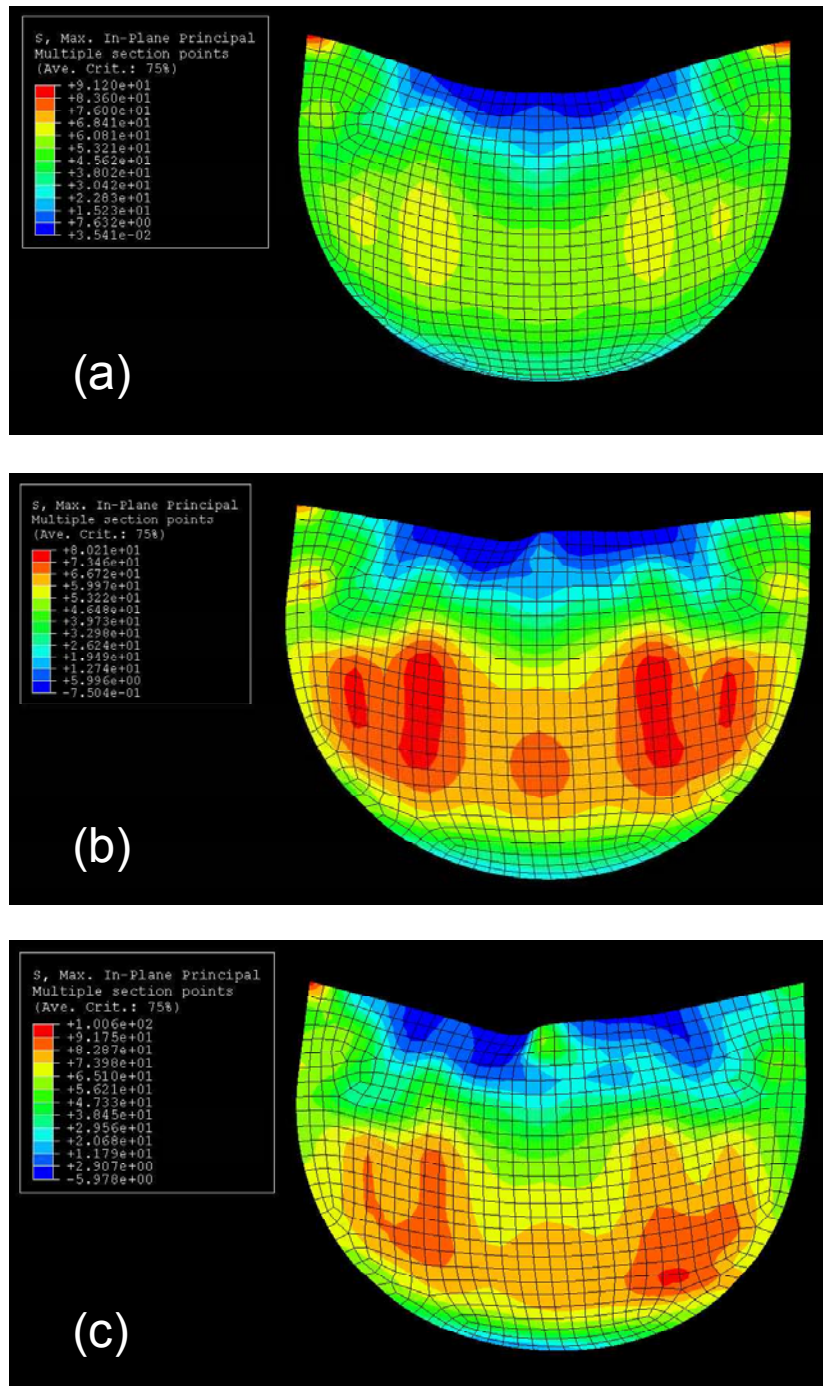 S, Max. In-Plane Principal
Multiple section points
(Ave. Crit.: 75%)
+9.120e+01
+8.360e+01
+7.600e+01
+6.841e+01
+6.081e+01
+5.321e+01
+4.562e+01
+3.802e+01
+3.042e+01
+2.283e+01
+1.523e+01
+7.632e+00
+3.541e-02
(a)
S, Max. In-Plane Principal
Multiple section points
(Ave. Crit.: 75%)
+8.021e+01
+7.346e+01
+6.672e+01
+5.997e+01
+5.322e+01
+4.648e+01
+3.973e+01
+3.298e+01
+2.624e+01
+1.949e+01
+1.274e+01
+5.996e+00
-7.504e-01
(b)
S, Max. In-Plane Principal
Multiple section points
(Ave. Crit.: 75%)
+1.006e+02
+9.175e+01
+8.287e+01
+7.398e+01
+6.510e+01
+5.621e+01
+4.733e+01
+3.845e+01
+2.956e+01
+2.068e+01
+1.179e+01
+2.907e+00
-5.978e+00
(c)